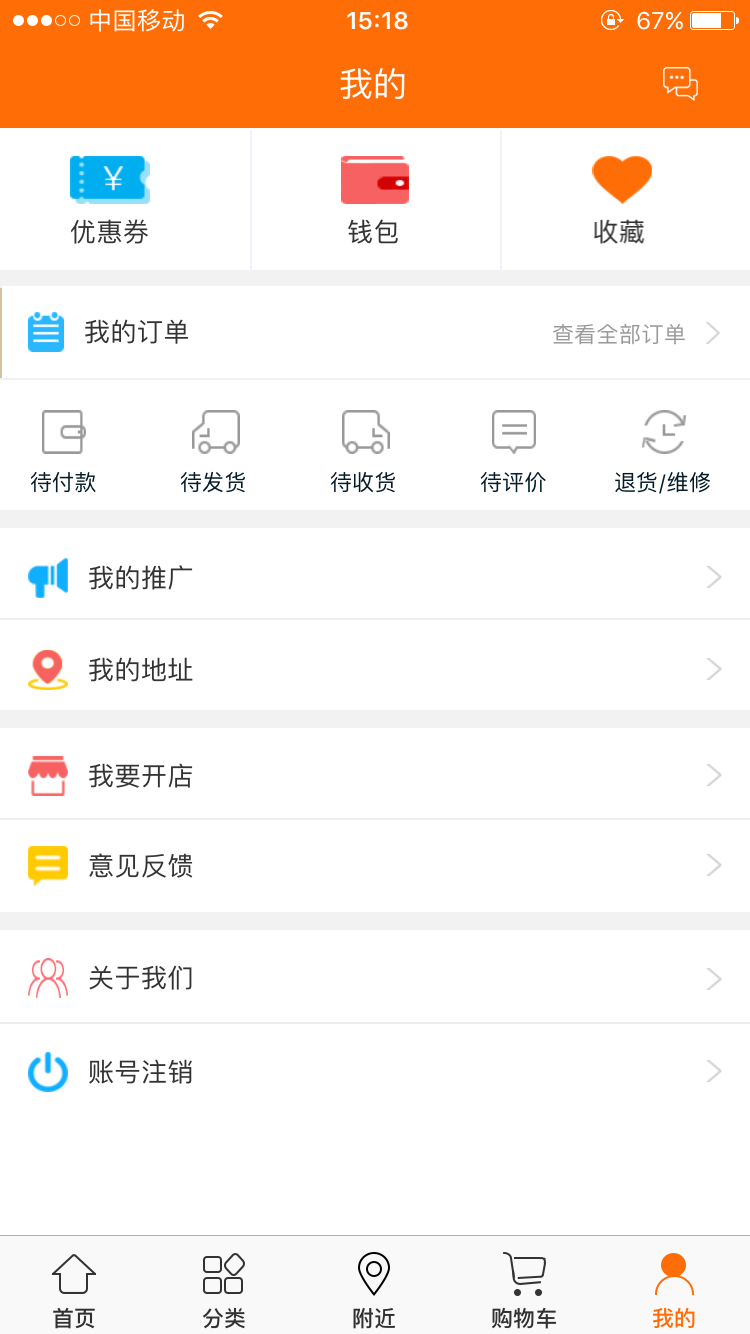 中国移动 15:18 67%
我的
¥
优惠券 钱包 收藏
我的订单 查看全部订单
待付款 待发货 待收货 待评价 退货/维修
我的推广
我的地址
我要开店
意见反馈
关于我们
账号注销
首页 分类 附近 购物车 我的